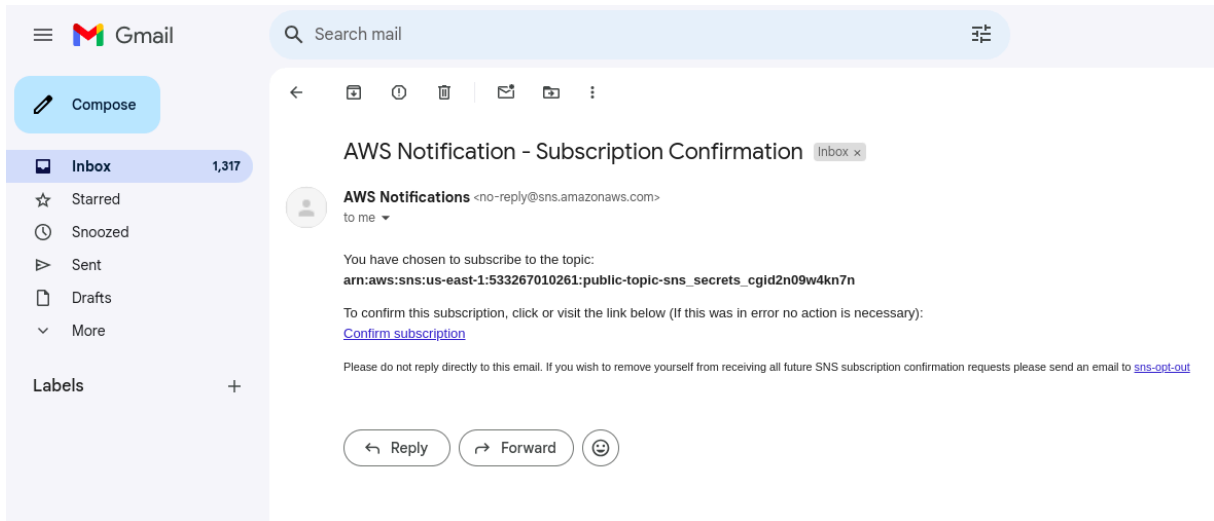 Gmail
Search mail
Compose
Inbox 1,317
Starred
Snoozed
Sent
Drafts
More
Labels
AWS Notification - Subscription Confirmation Inbox ×
AWS Notifications <no-reply@sns.amazonaws.com>
to me
You have chosen to subscribe to the topic:
arn:aws:sns:us-east-1:533267010261:public-topic-sns_secrets_cgid2n09w4kn7n
To confirm this subscription, click or visit the link below (If this was in error no action is necessary):
Confirm subscription
Please do not reply directly to this email. If you wish to remove yourself from receiving all future SNS subscription confirmation requests please send an email to sns-opt-out
Reply Forward